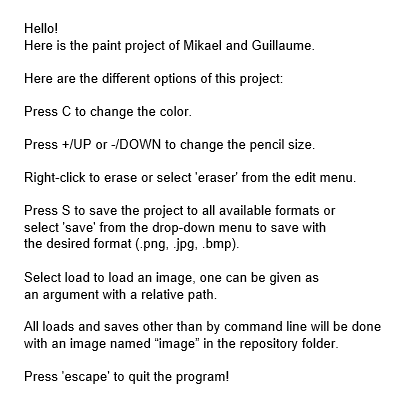 Hello!
Here is the paint project of Mikael and Guillaume.
Here are the different options of this project:
Press C to change the color.
Press +/UP or -/DOWN to change the pencil size.
Right-click to erase or select 'eraser' from the edit menu.
Press S to save the project to all available formats or
select 'save' from the drop-down menu to save with
the desired format (.png, .jpg, .bmp).
Select load to load an image, one can be given as
an argument with a relative path.
All loads and saves other than by command line will be done
with an image named “image” in the repository folder.
Press 'escape' to quit the program!